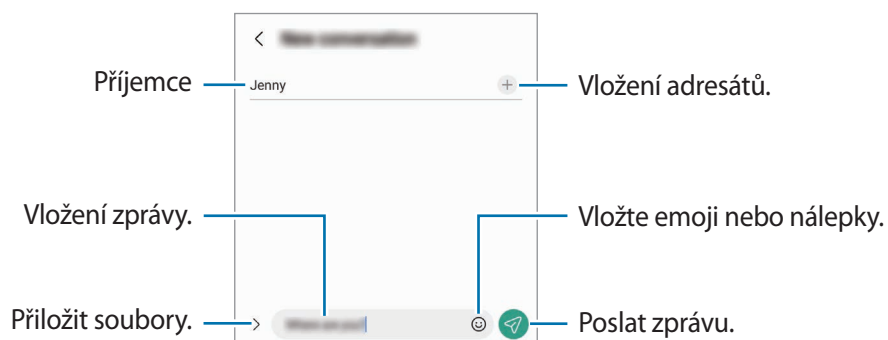 Příjemce
Jenny
Vložení adresátů.
Vložení zprávy.
Vložte emoji nebo nálepky.
Přiložit soubory.
Poslat zprávu.